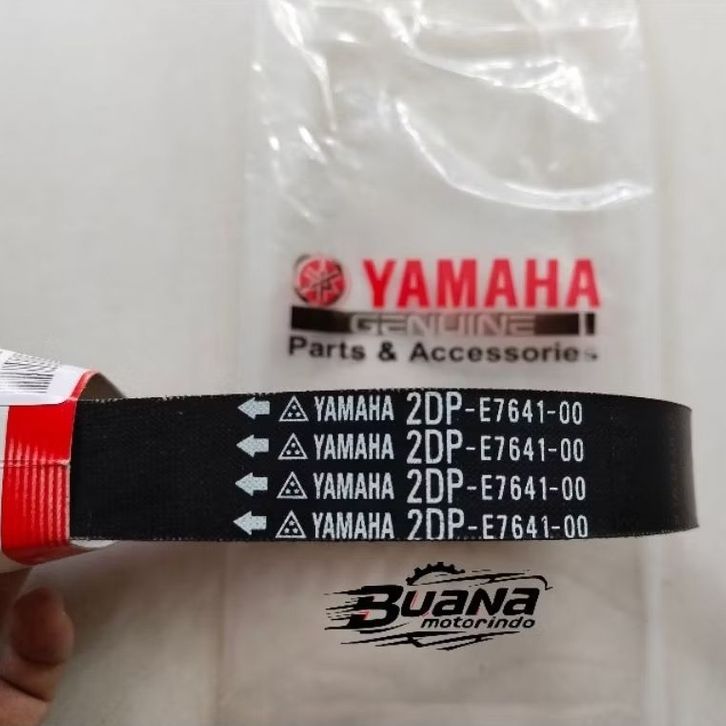 YAMAHA
GENUINE
Parts & Accessories
YAMAHA 2DP-E7641-00
YAMAHA 2DP-E7641-00
YAMAHA 2DP-E7641-00
YAMAHA 2DP-E7641-00
BUANA
motorindo